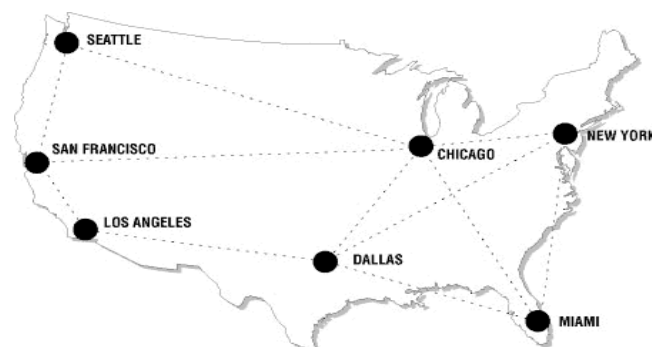 SEATTLE
SAN FRANCISCO
CHICAGO
NEW YORK
LOS ANGELES
DALLAS
MIAMI